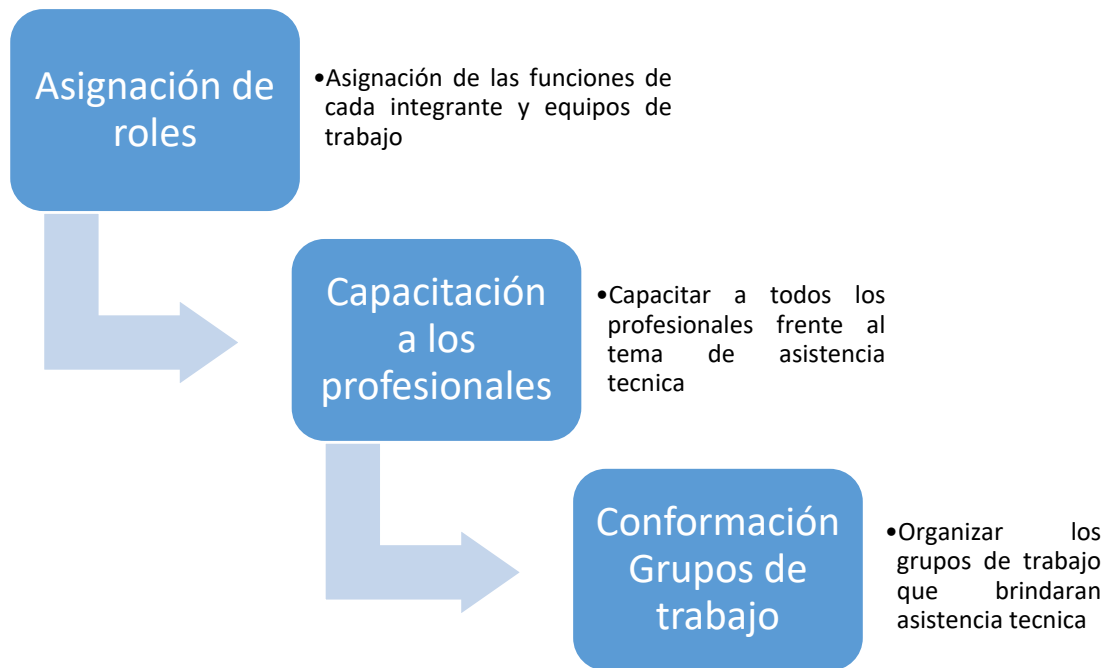 Asignación de
roles
•Asignación de las funciones de
cada integrante y equipos de
trabajo
Capacitación
a los
profesionales
•Capacitar a todos los
profesionales frente al
tema de asistencia
tecnica
Conformación
Grupos de
trabajo
•Organizar los
grupos de trabajo
que brindaran
asistencia tecnica